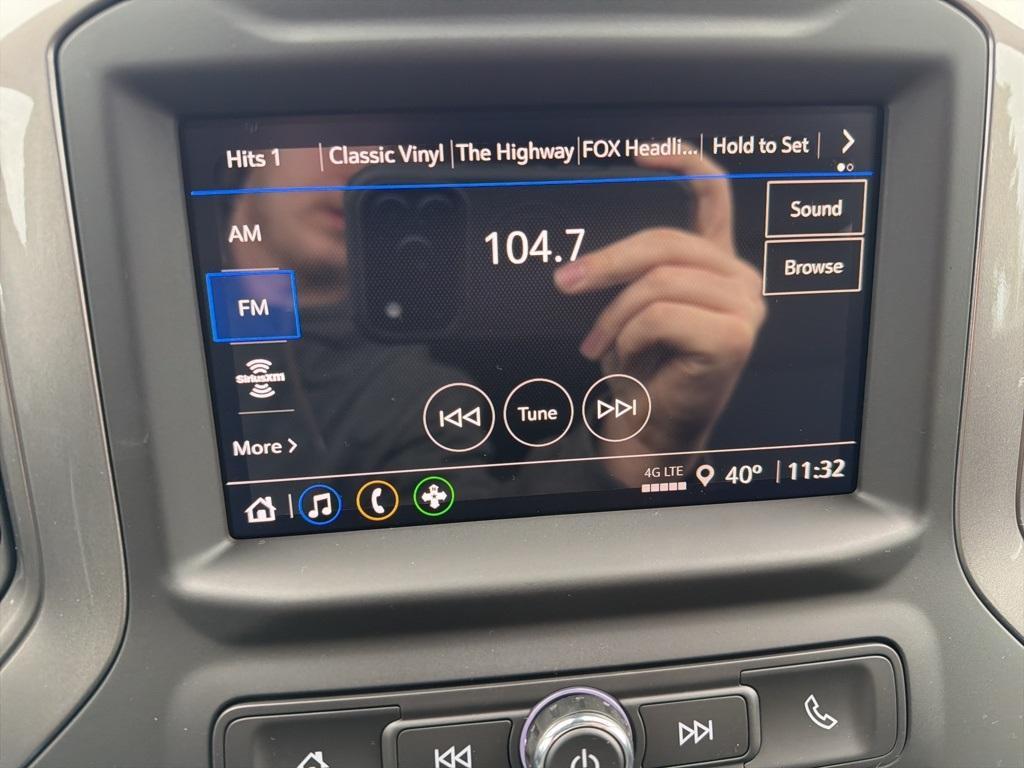 Hits 1 Classic Vinyl The Highway FOX Headli... Hold to Set
AM
104.7
Sound
Browse
FM
SiriusXM
Tune
More
4G LTE 40° 11:32